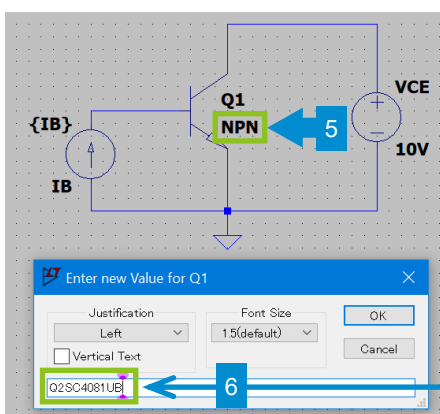 VCE
Q1
{IB}
NPN
5
10V
IB
Enter new Value for Q1
Justification
Left
Vertical Text
Font Size
1.5(default)
OK
Cancel
Q2SC4081UB
6